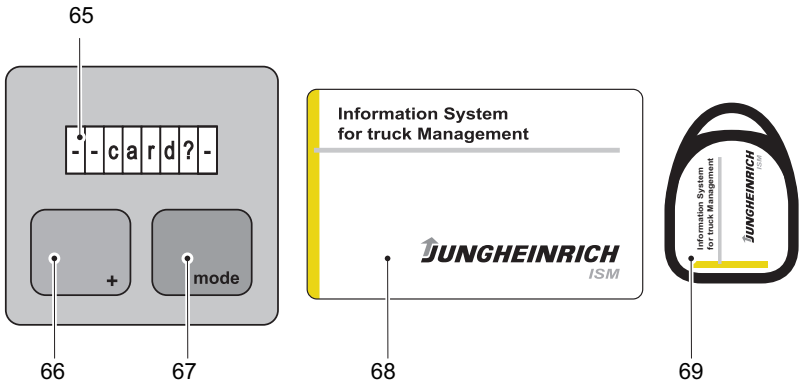 65
--card?-
+
mode
66
67
Information System
for truck Management
JUNGHEINRICH
ISM
68
Information System
for truck Management
JUNGHEINRICH
ISM
69